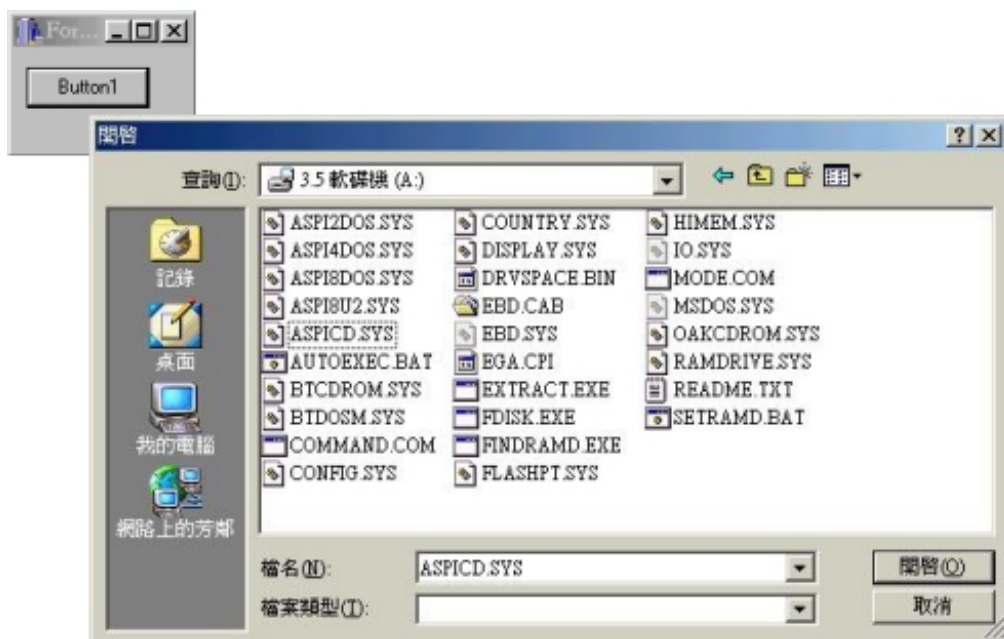 For...
Button1
開啓
查詢(I):
3.5 軟碟機 (A:)
記錄
桌面
我的電腦
網路上的芳鄰
ASPI2DOS.SYS
ASPI4DOS.SYS
ASPI8DOS.SYS
ASPI8U2.SYS
ASPICD.SYS
AUTOEXEC.BAT
BTCDROM.SYS
BTDOSM.SYS
COMMAND.COM
CONFIG.SYS
COUNTRY.SYS
DISPLAY.SYS
DRVSPACE.BIN
EBD.CAB
EBD.SYS
EGA.CPI
EXTRACT.EXE
FDISK.EXE
FINDRAMD.EXE
FLASHPT.SYS
HIMEM.SYS
IO.SYS
MODE.COM
MSDOS.SYS
OAKCDROM.SYS
RAMDRIVE.SYS
README.TXT
SETRAMD.BAT
檔名(N):
ASPICD.SYS
開啓(O)
檔案類型(T):
取消